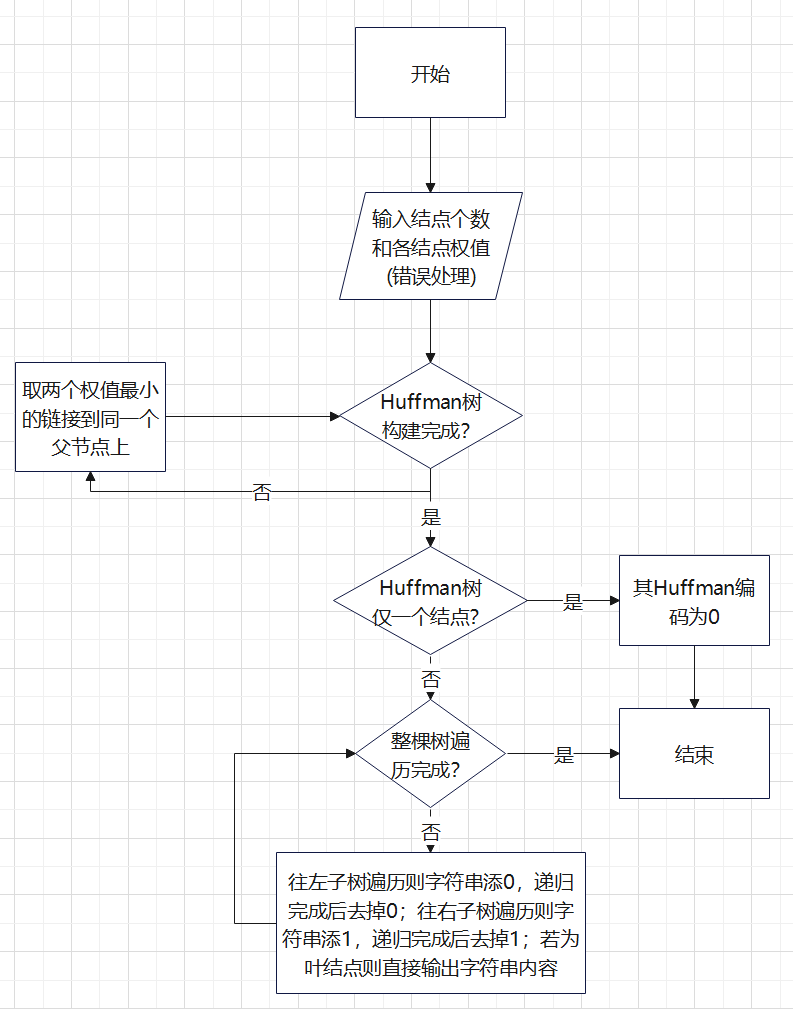 开始
输入结点个数
和各结点权值
(错误处理)
取两个权值最小
的链接到同一个
父节点上
Huffman树
构建完成?
否
是
Huffman树
仅一个结点?
是
其Huffman编
码为0
否
整棵树遍
历完成?
是
结束
否
往左子树遍历则字符串添0，递归
完成后去掉0；往右子树遍历则字
符串添1，递归完成后去掉1；若为
叶结点则直接输出字符串内容